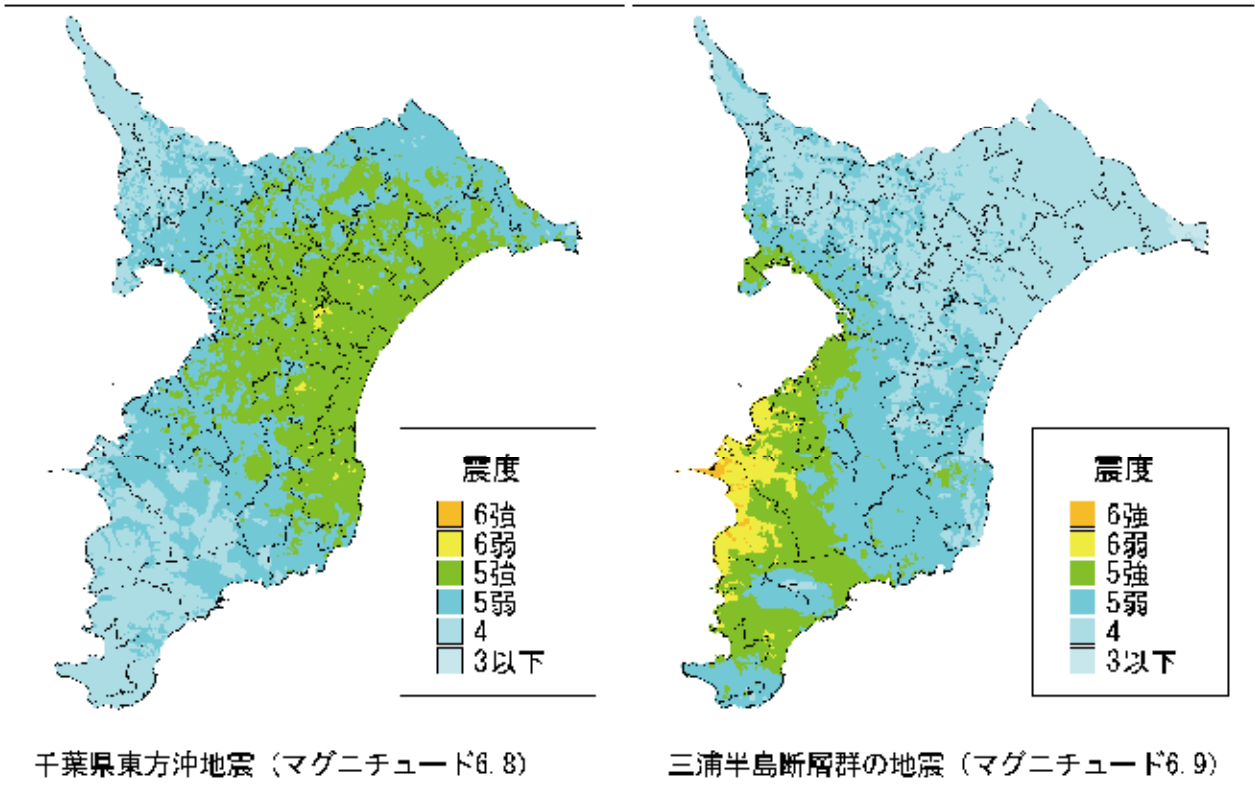 震度
6強
6弱
5強
5弱
4
3以下
千葉県東方沖地震（マグニチュード6.8）
震度
6強
6弱
5強
5弱
4
3以下
三浦半島断層群の地震（マグニチュード6.9）